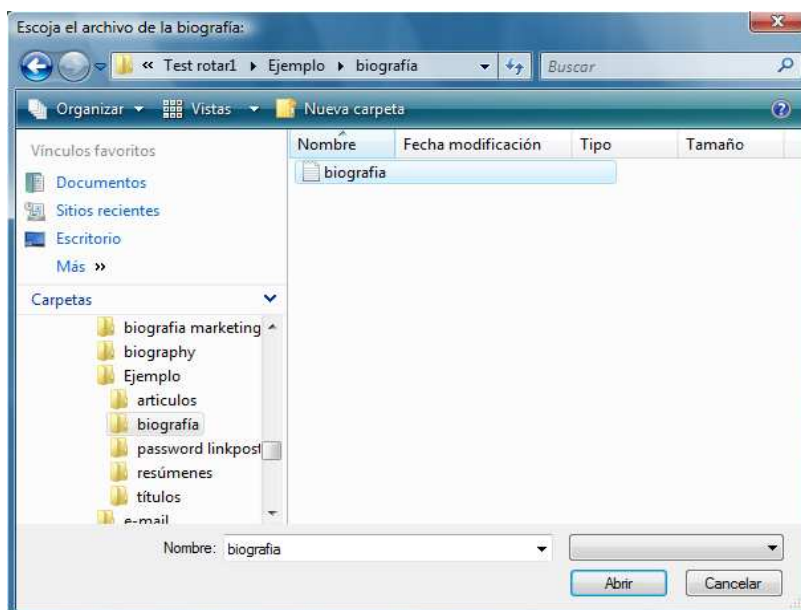 Escoja el archivo de la biografía:
« Test rotar1 Ejemplo biografía Buscar
Organizar Vistas Nueva carpeta
Vínculos favoritos
Documentos
Sitios recientes
Escritorio
Más »
Carpetas
biografia marketing
biography
Ejemplo
articulos
biografía
password linkpost
resúmenes
títulos
e-mail
Nombre Fecha modificación Tipo Tamaño
biografia
Nombre: biografia
Abrir Cancelar